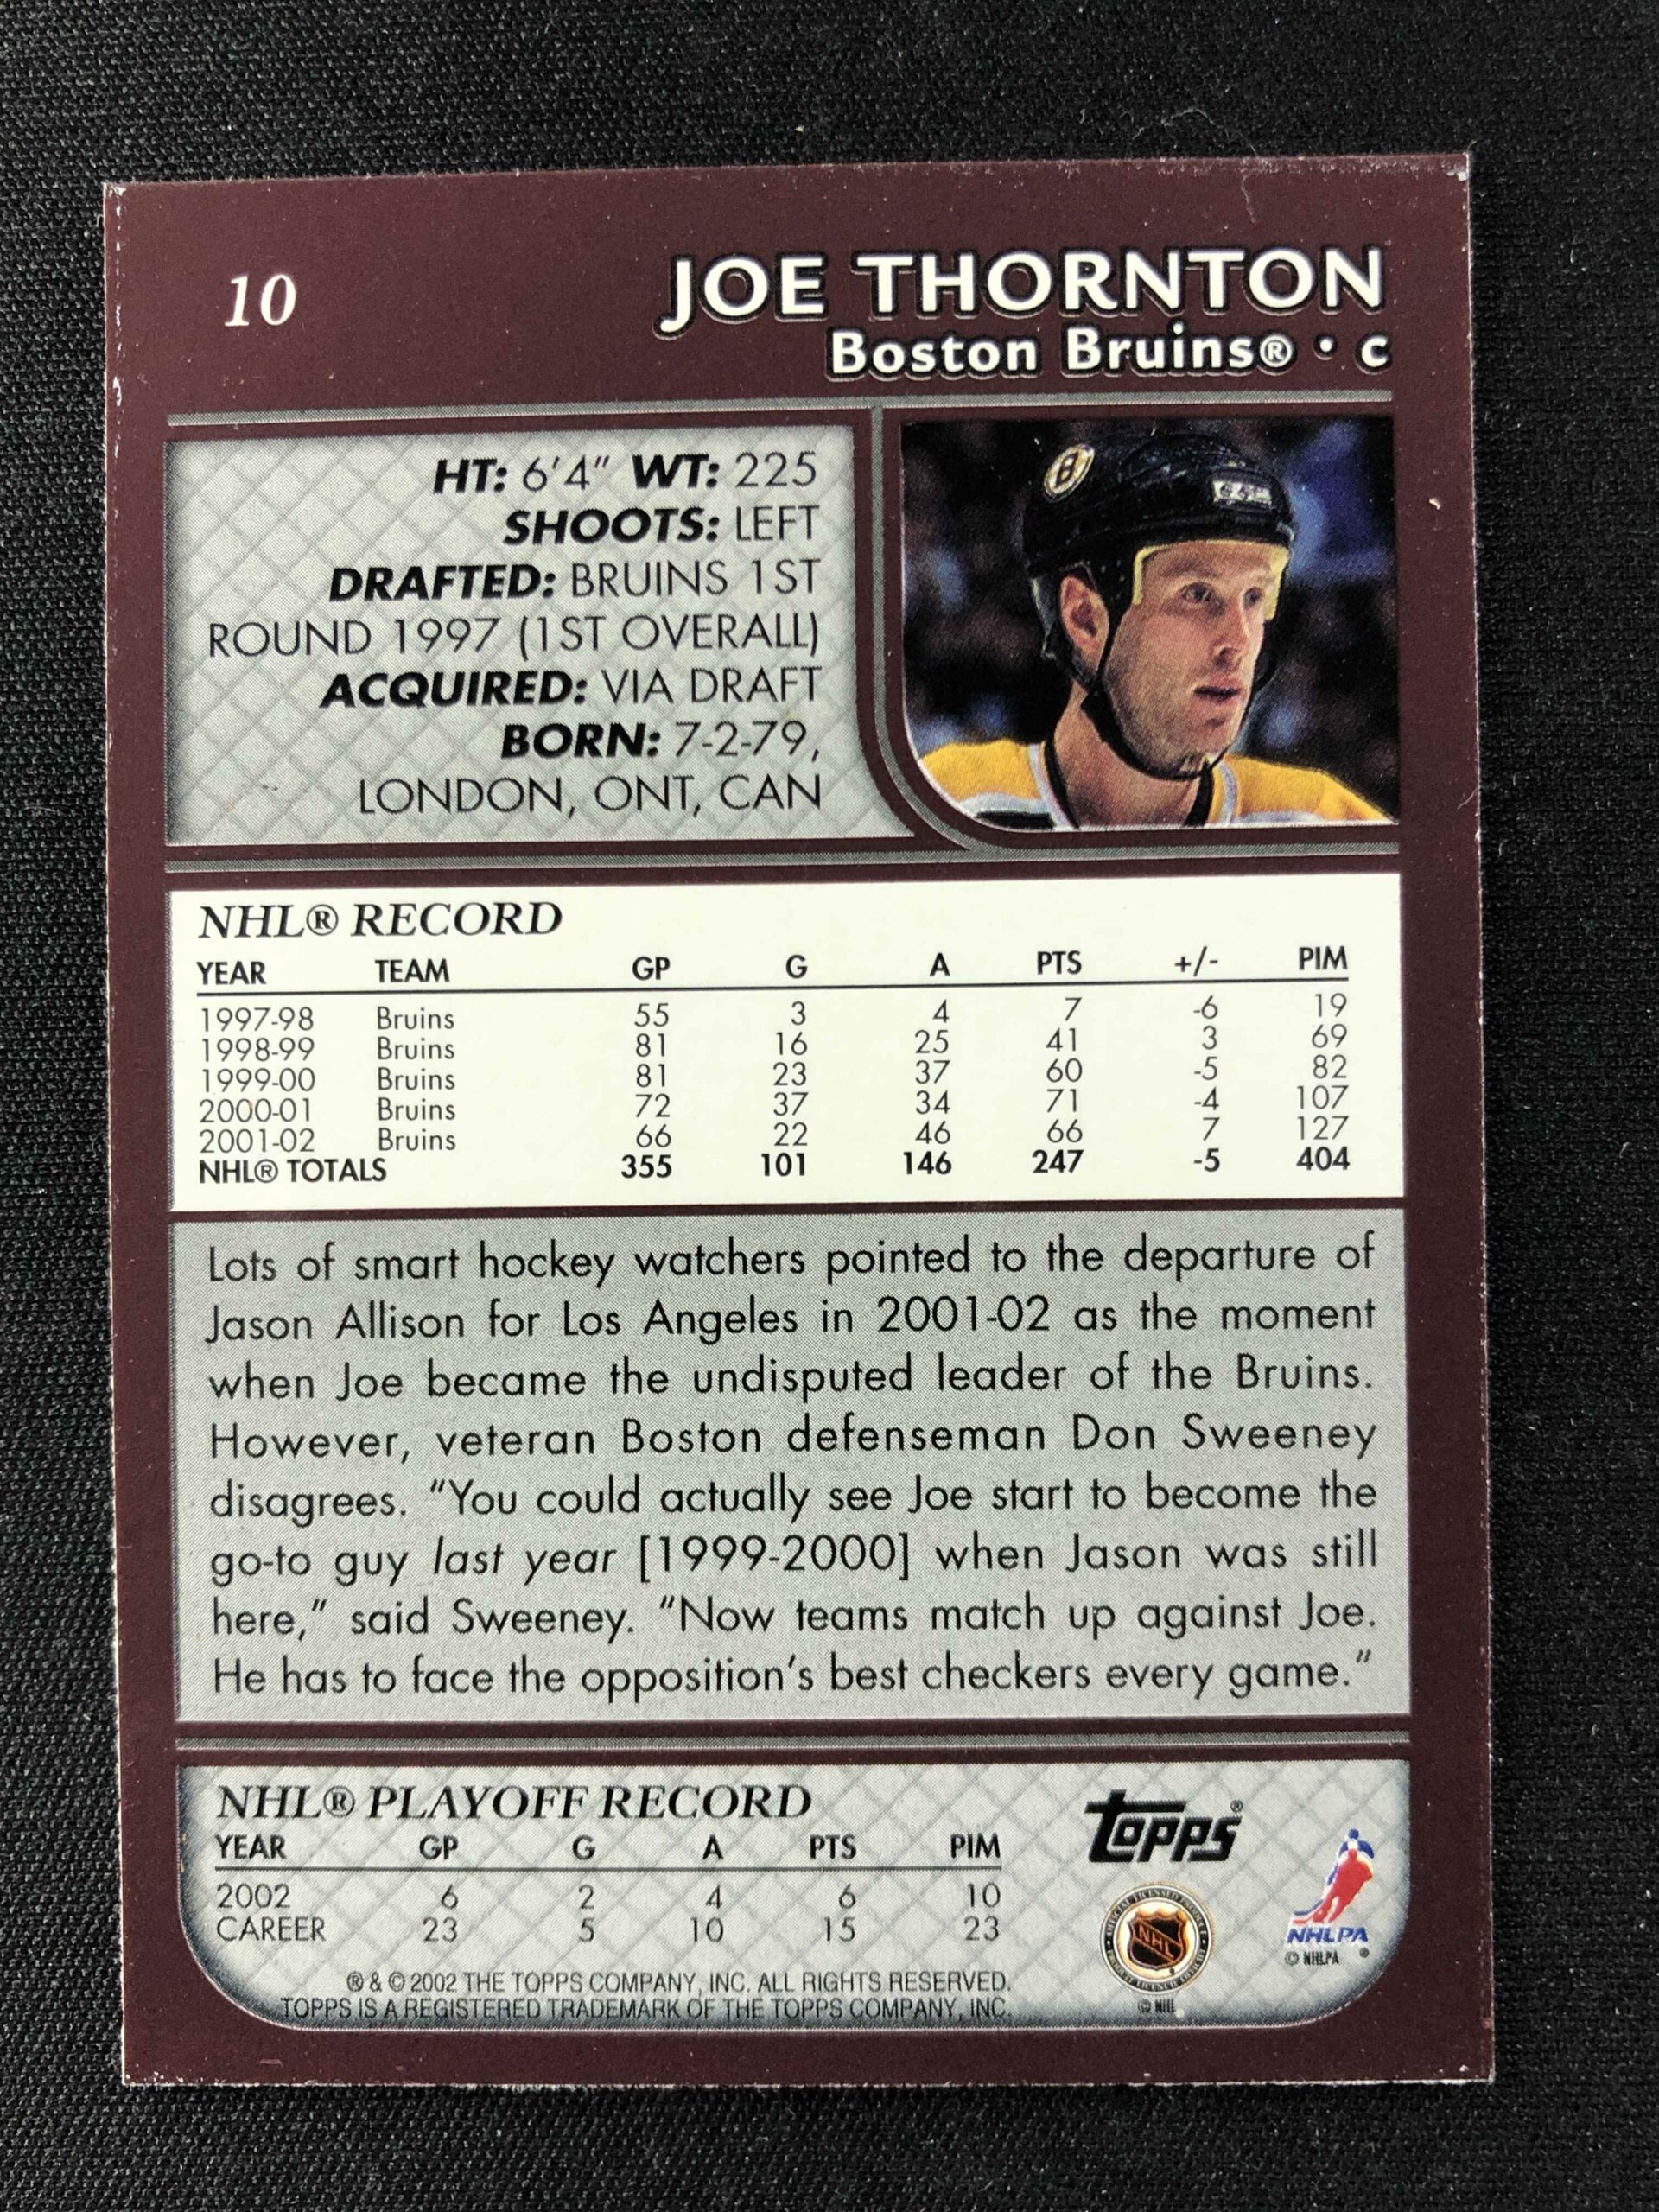 10
JOE THORNTON
Boston Bruins® • C
HT: 6'4" WT: 225
SHOOTS: LEFT
DRAFTED: BRUINS 1ST
ROUND 1997 (1ST OVERALL)
ACQUIRED: VIA DRAFT
BORN: 7-2-79,
LONDON, ONT, CAN
B
CCM
NHL® RECORD
YEAR TEAM GP G A PTS +/- PIM
1997-98 Bruins 55 3 4 7 -6 19
1998-99 Bruins 81 16 25 41 3 69
1999-00 Bruins 81 23 37 60 -5 82
2000-01 Bruins 72 37 34 71 -4 107
2001-02 Bruins 66 22 46 66 7 127
NHL® TOTALS 355 101 146 247 -5 404
Lots of smart hockey watchers pointed to the departure of
Jason Allison for Los Angeles in 2001-02 as the moment
when Joe became the undisputed leader of the Bruins.
However, veteran Boston defenseman Don Sweeney
disagrees. "You could actually see Joe start to become the
go-to guy last year [1999-2000] when Jason was still
here," said Sweeney. "Now teams match up against Joe.
He has to face the opposition's best checkers every game."
NHL® PLAYOFF RECORD
YEAR GP G A PTS PIM
2002 6 2 4 6 10
CAREER 23 5 10 15 23
® & © 2002 THE TOPPS COMPANY, INC. ALL RIGHTS RESERVED.
TOPPS IS A REGISTERED TRADEMARK OF THE TOPPS COMPANY, INC.
Topps®
NHL
© NHL
NHLPA
© NHLPA ®